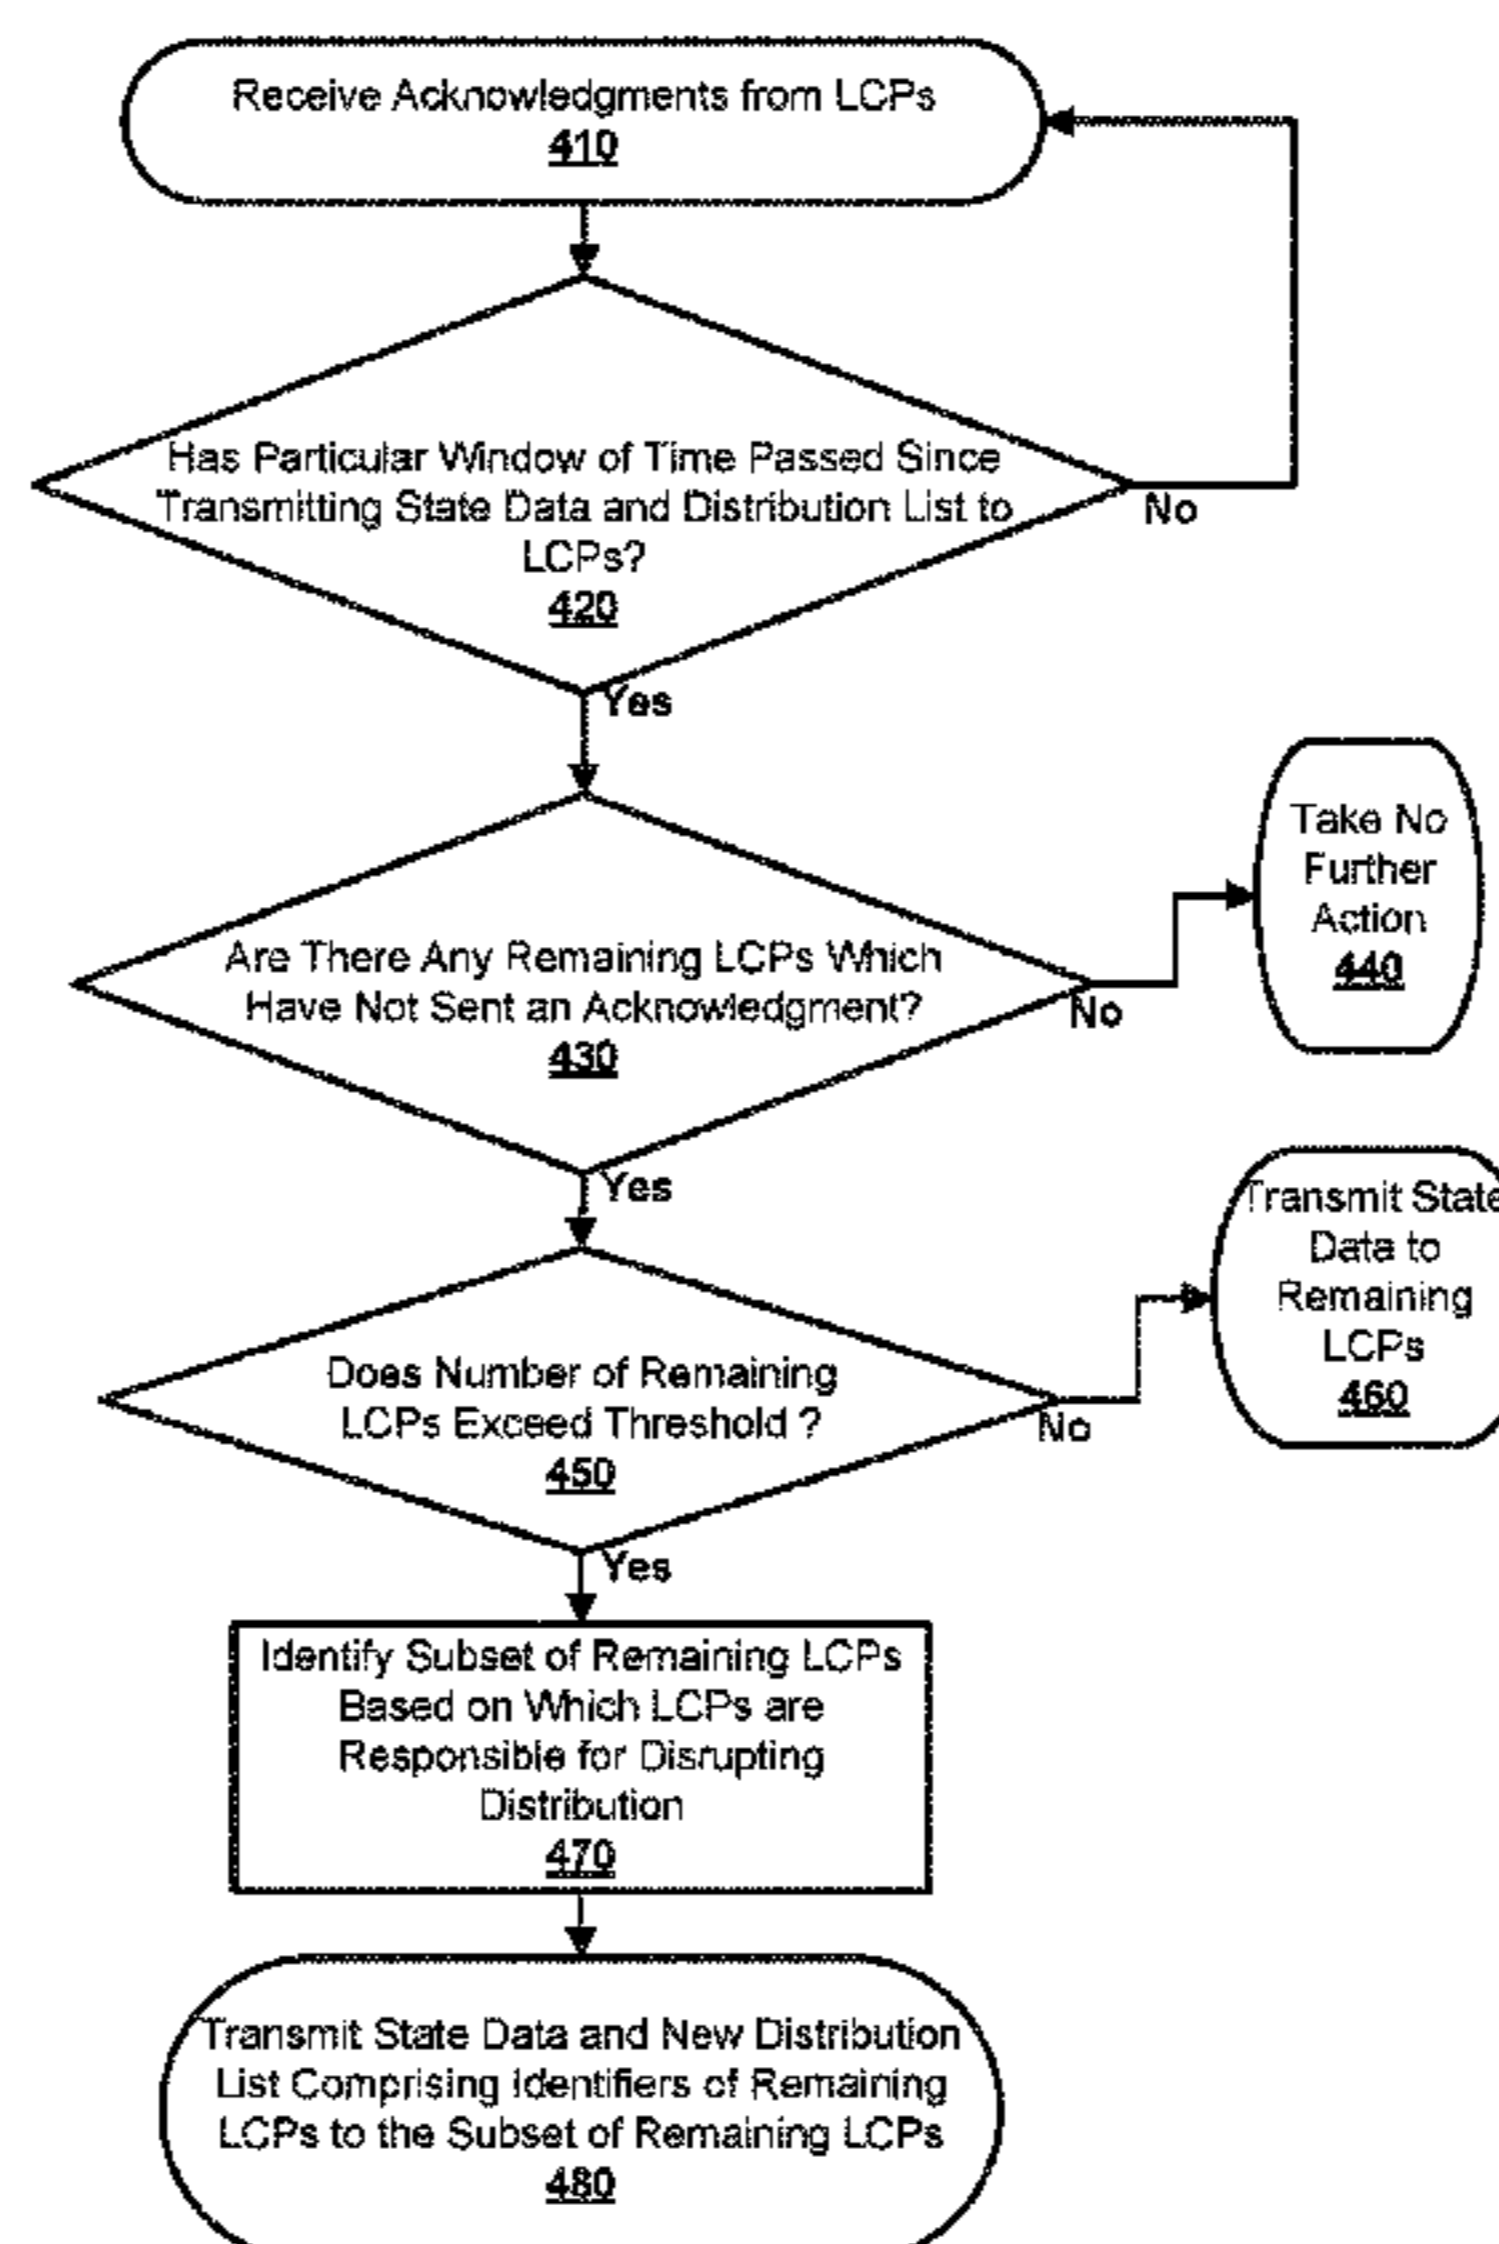 Receive Acknowledgments from LCPs
410
Has Particular Window of Time Passed Since
Transmitting State Data and Distribution List to
LCPs?
420
No
Yes
Take No
Further
Action
440
Are There Any Remaining LCPs Which
Have Not Sent an Acknowledgment?
430
No
Yes
Transmit State
Data to
Remaining
LCPs
460
Does Number of Remaining
LCPs Exceed Threshold ?
450
No
Yes
Identify Subset of Remaining LCPs
Based on Which LCPs are
Responsible for Disrupting
Distribution
470
Transmit State Data and New Distribution
List Comprising Identifiers of Remaining
LCPs to the Subset of Remaining LCPs
480